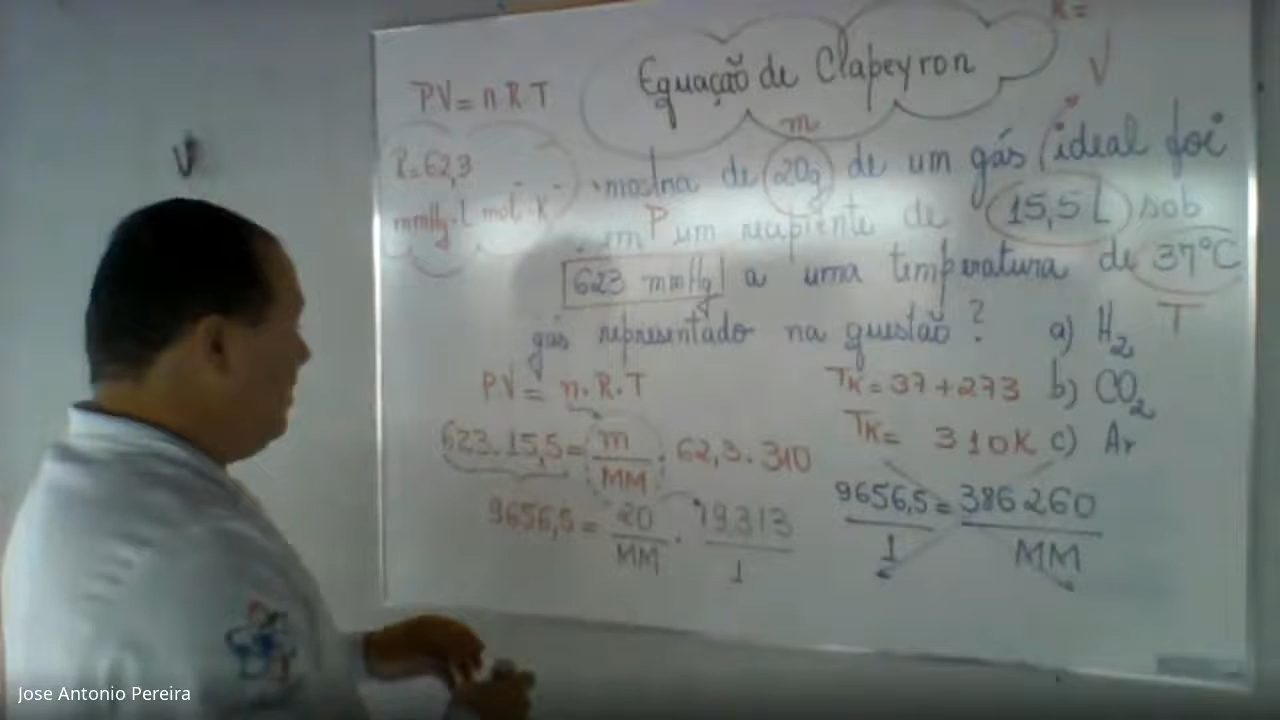 R=
Equação de Clapeyron
PV = n.R.T
V
m
V
R=62,3
mmHg.L mol.K
mostra de 20g de um gás ideal foi
P
em um recipiente de 15,5 L sob
623 mmHg a uma temperatura de 37°C
T
gás representado na questão? a) H₂
PV = n.R.T
TK = 37 + 273 b) CO₂
TK = 310K c) Ar
623.15,5 = m/MM . 62,3.310
9656,5 = 20/MM . 19313/1
9656,5/1 = 386260/MM
Jose Antonio Pereira